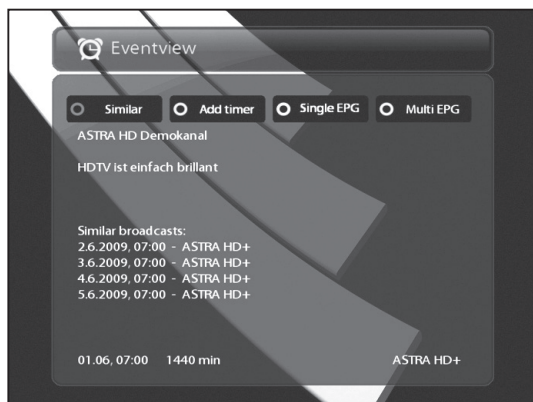 Eventview
Similar Add timer Single EPG Multi EPG
ASTRA HD Demokanal
HDTV ist einfach brillant
Similar broadcasts:
2.6.2009, 07:00 - ASTRA HD+
3.6.2009, 07:00 - ASTRA HD+
4.6.2009, 07:00 - ASTRA HD+
5.6.2009, 07:00 - ASTRA HD+
01.06, 07:00 1440 min ASTRA HD+